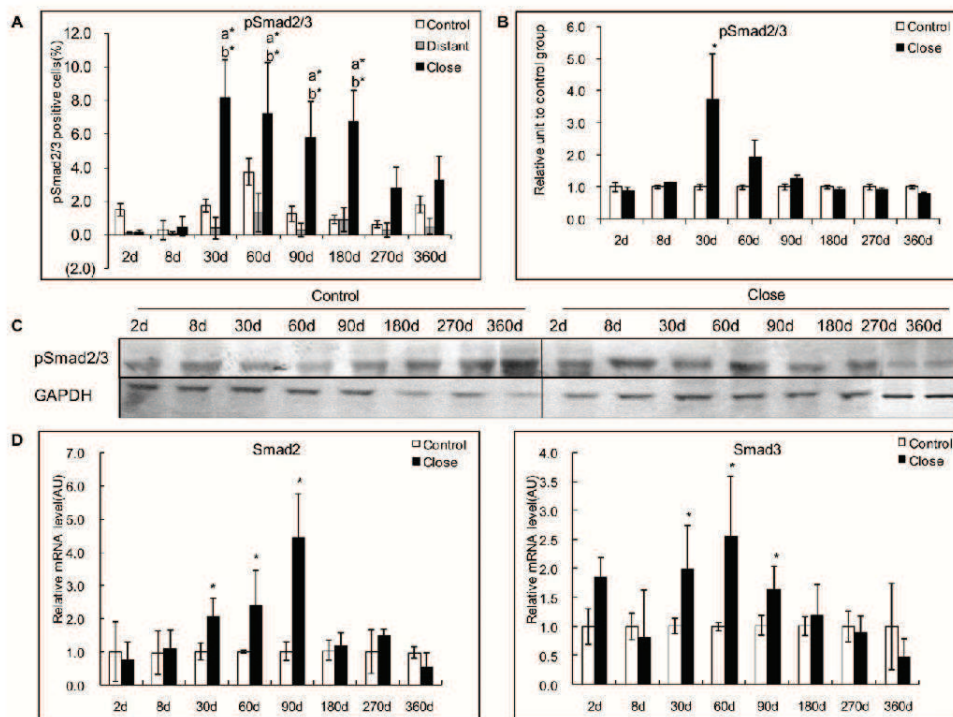 A
pSmad2/3
Control
Distant
Close
pSmad2/3 positive cells(%)
12.0
10.0
8.0
6.0
4.0
2.0
0.0
(2.0)
a*
b*
a*
b*
a*
b*
a*
b*
2d 8d 30d 60d 90d 180d 270d 360d
B
pSmad2/3
Control
Close
Relative unit to control group
6.0
5.0
4.0
3.0
2.0
1.0
0.0
*
2d 8d 30d 60d 90d 180d 270d 360d
Control Close
C 2d 8d 30d 60d 90d 180d 270d 360d 2d 8d 30d 60d 90d 180d 270d 360d
pSmad2/3
GAPDH
D
Smad2
Control
Close
Relative mRNA level(AU)
7.0
6.0
5.0
4.0
3.0
2.0
1.0
0.0
* * *
2d 8d 30d 60d 90d 180d 270d 360d
Smad3
Control
Close
Relative mRNA level(AU)
4.0
3.5
3.0
2.5
2.0
1.5
1.0
0.5
0.0
* * *
2d 8d 30d 60d 90d 180d 270d 360d